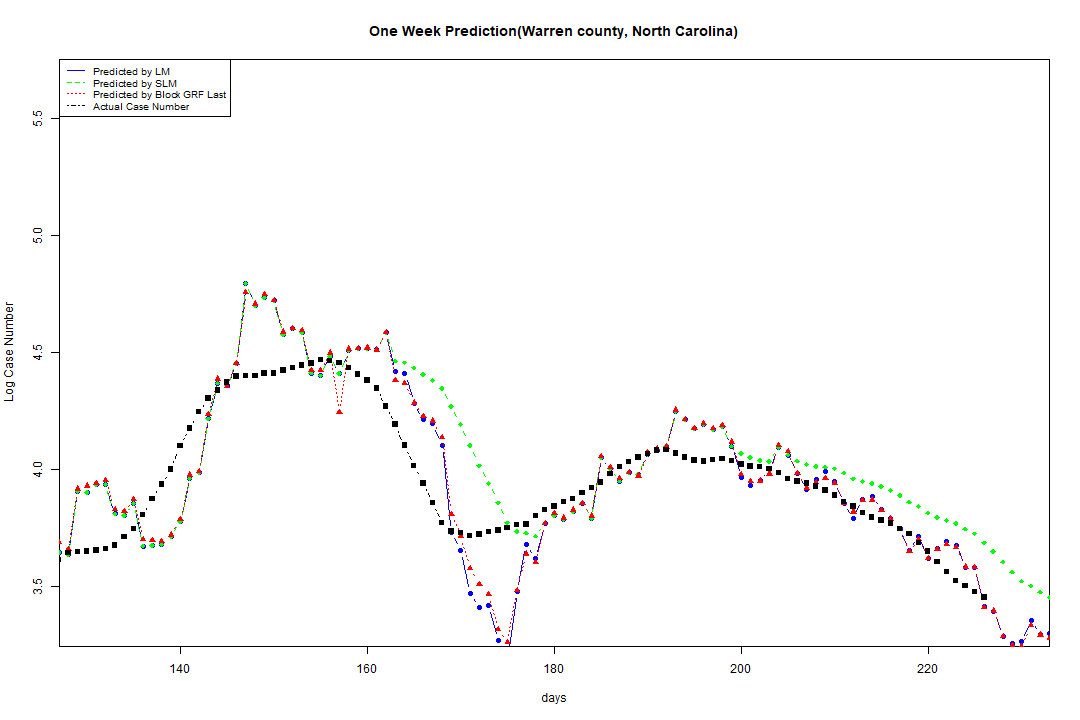 One Week Prediction(Warren county, North Carolina)
Predicted by LM
Predicted by SLM
Predicted by Block GRF Last
Actual Case Number
5.5
5.0
4.5
4.0
3.5
Log Case Number
140 160 180 200 220
days